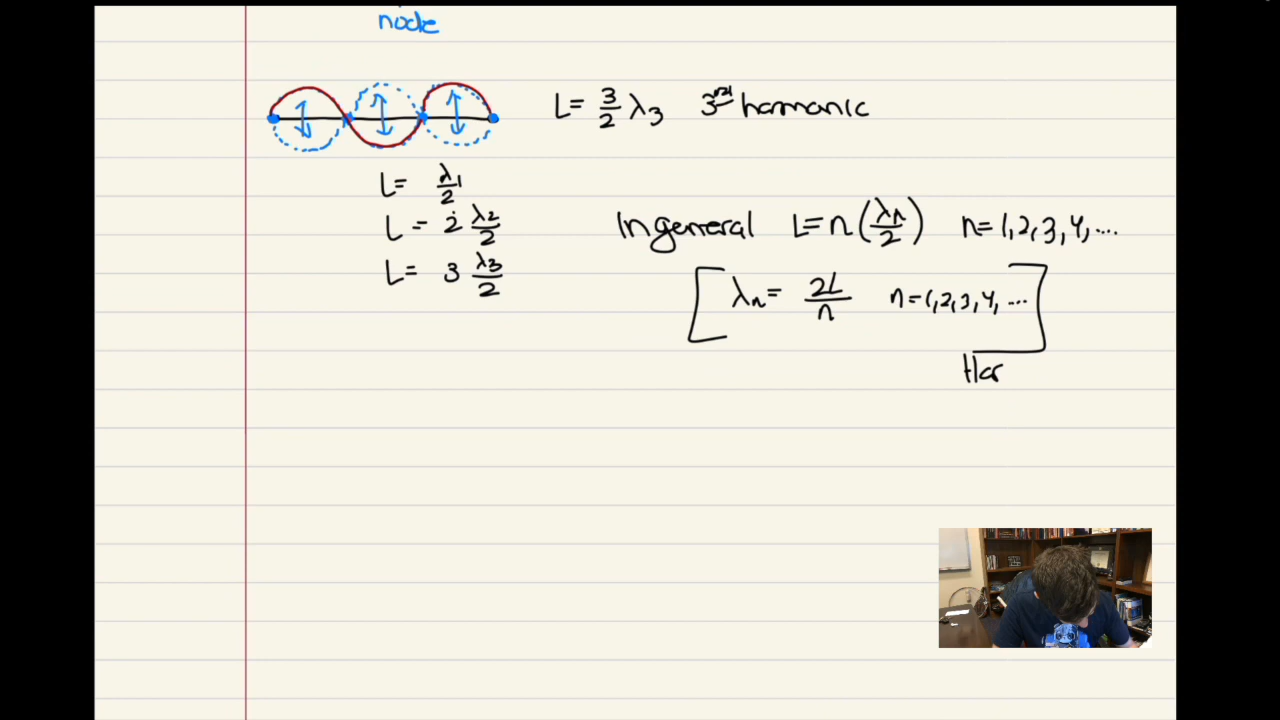 node
L = 3/2 λ₃ 3rd harmonic
L = λ₁/2
L = 2 λ₂/2
L = 3 λ₃/2
In general L = n(λₙ/2) n = 1, 2, 3, 4, ...
[λₙ = 2L/n n = 1, 2, 3, 4, ...]
Har